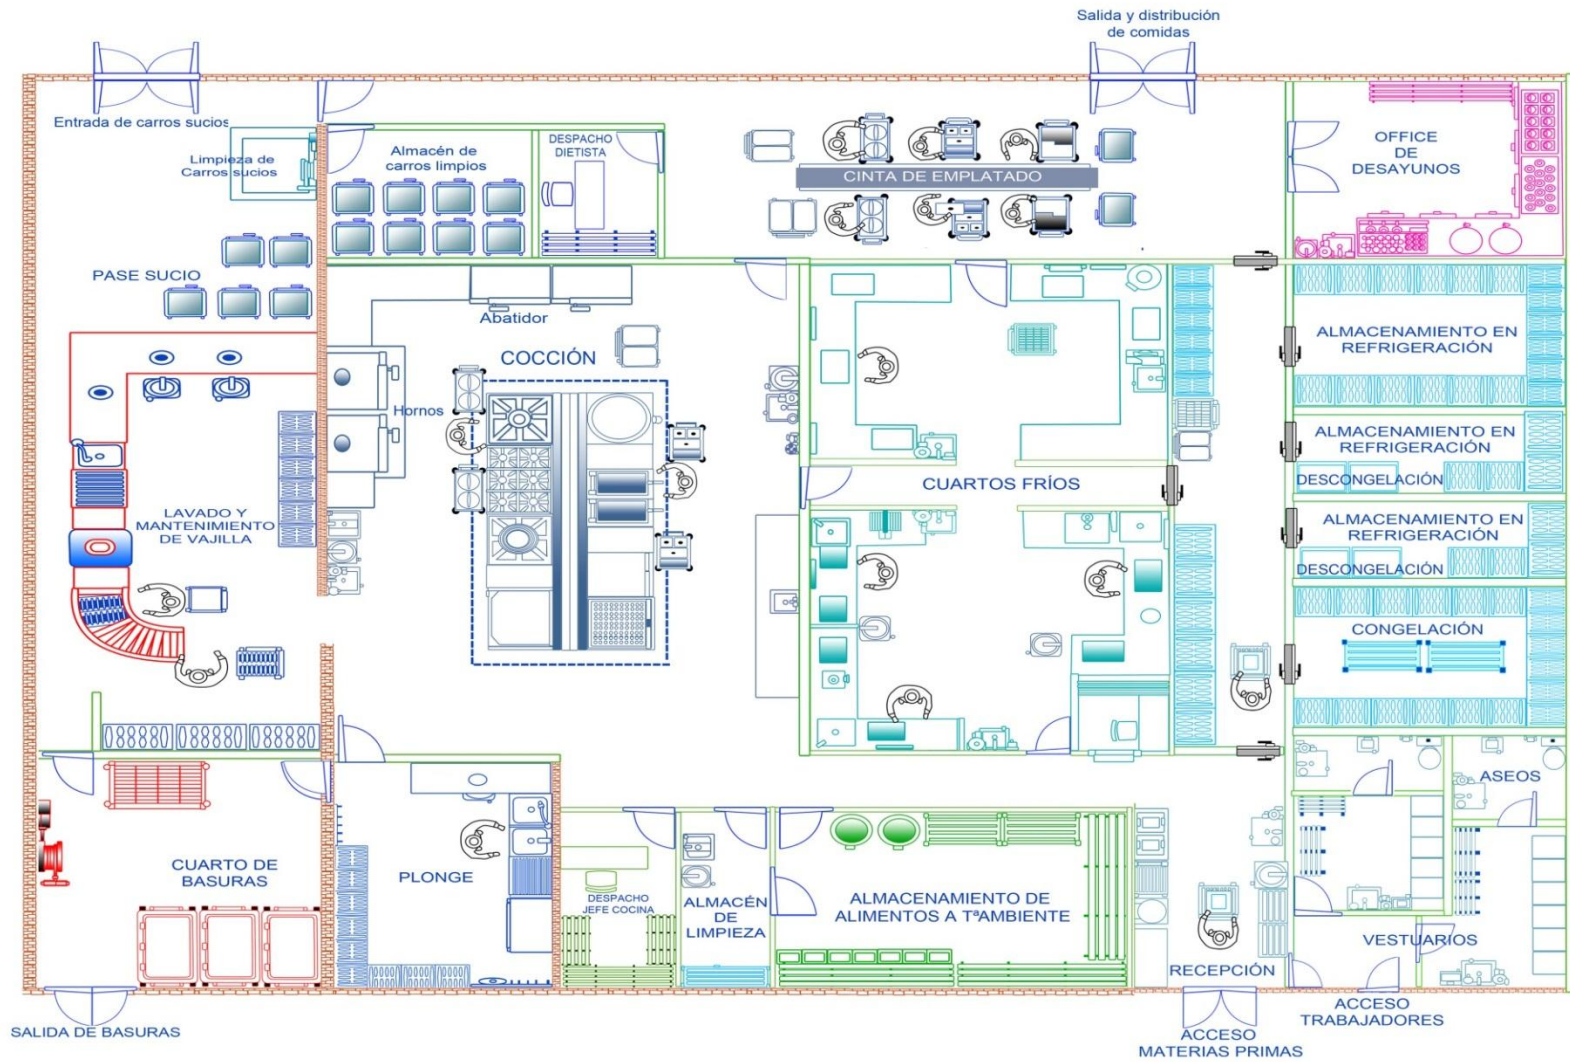 Salida y distribución
de comidas
Entrada de carros sucios
Limpieza de
Carros sucios
Almacén de
carros limpios
DESPACHO
DIETISTA
CINTA DE EMPLATADO
OFFICE
DE
DESAYUNOS
PASE SUCIO
Abatidor
COCCIÓN
Hornos
ALMACENAMIENTO EN
REFRIGERACIÓN
ALMACENAMIENTO EN
REFRIGERACIÓN
DESCONGELACIÓN
CUARTOS FRÍOS
LAVADO Y
MANTENIMIENTO
DE VAJILLA
ALMACENAMIENTO EN
REFRIGERACIÓN
DESCONGELACIÓN
CONGELACIÓN
ASEOS
CUARTO DE
BASURAS
PLONGE
DESPACHO
JEFE COCINA
ALMACÉN
DE
LIMPIEZA
ALMACENAMIENTO DE
ALIMENTOS A TªAMBIENTE
VESTUARIOS
RECEPCIÓN
SALIDA DE BASURAS
ACCESO
MATERIAS PRIMAS
ACCESO
TRABAJADORES